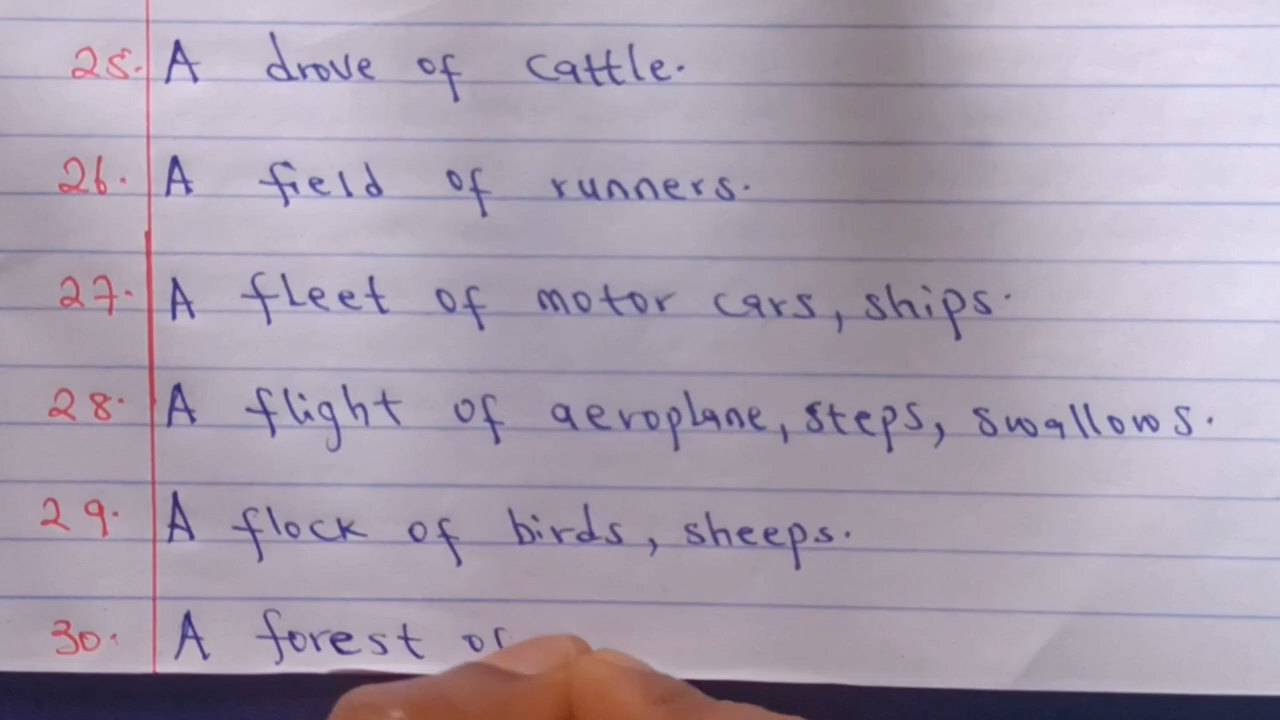 25. A drove of cattle.
26. A field of runners.
27. A fleet of motor cars, ships.
28. A flight of aeroplane, steps, swallows.
29. A flock of birds, sheeps.
30. A forest of